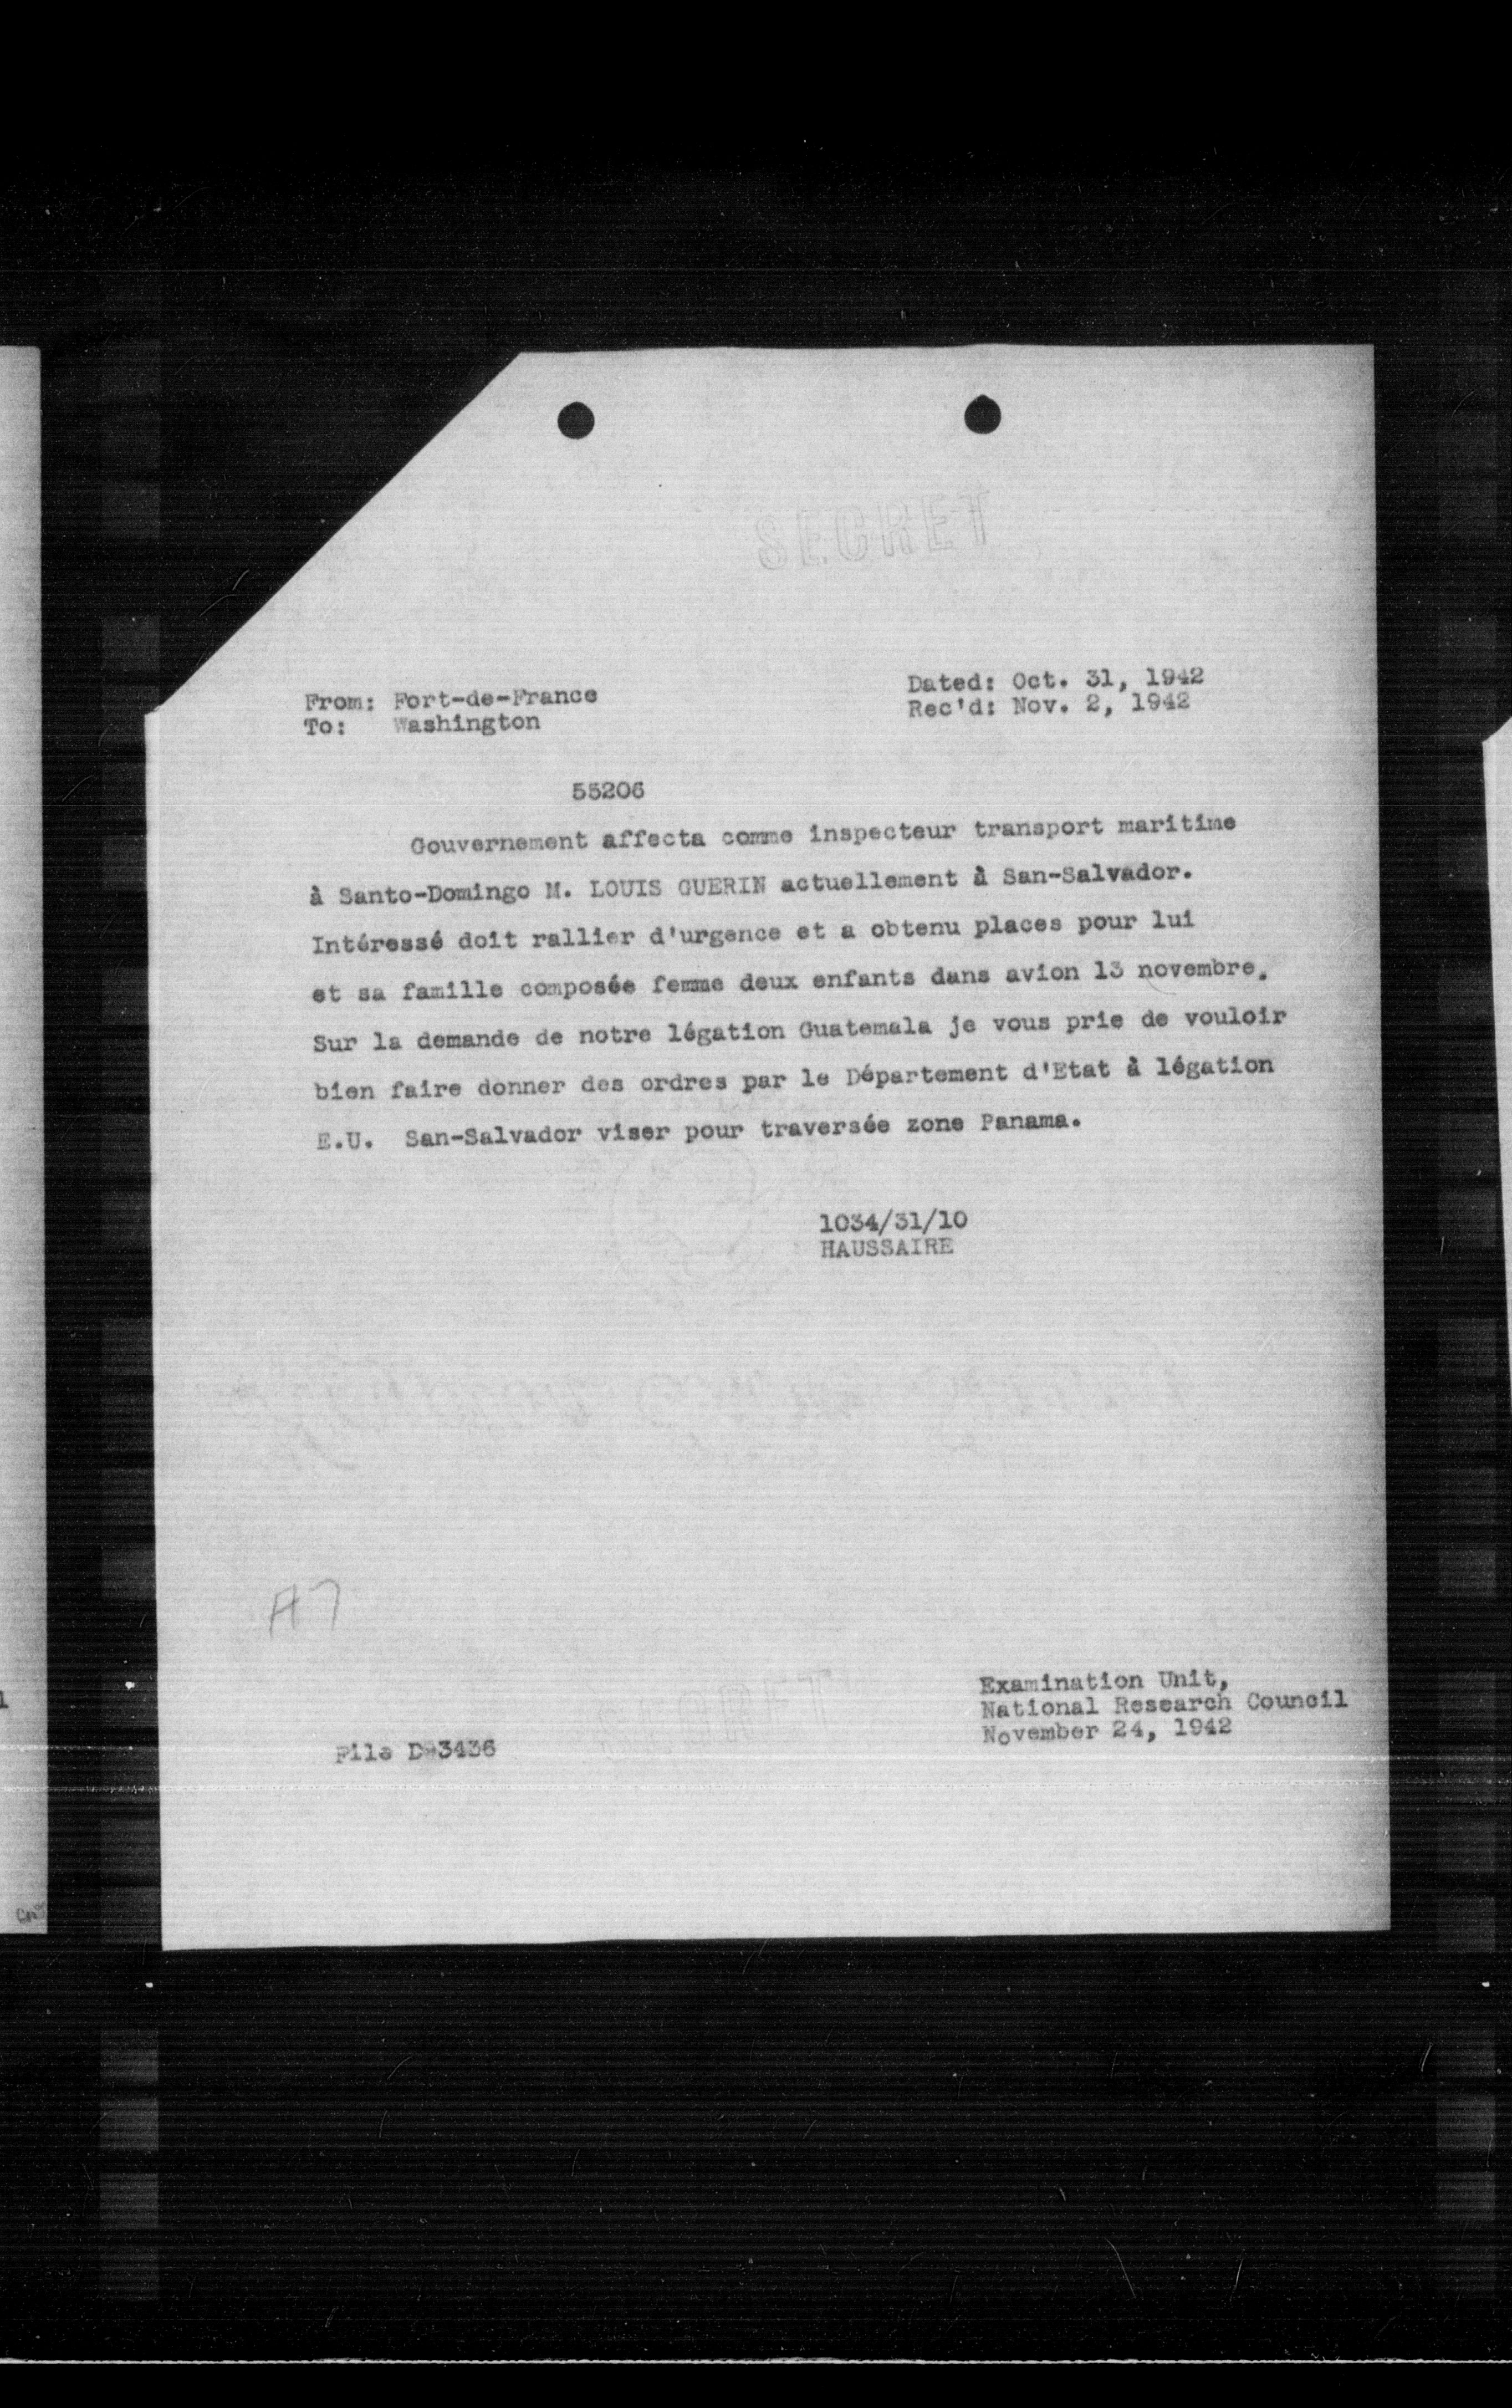 SECRET
From: Fort-de-France
To: Washington
Dated: Oct. 31, 1942
Rec'd: Nov. 2, 1942
55206
Gouvernement affecta comme inspecteur transport maritime
à Santo-Domingo M. LOUIS GUERIN actuellement à San-Salvador.
Intéressé doit rallier d'urgence et a obtenu places pour lui
et sa famille composée femme deux enfants dans avion 13 novembre.
Sur la demande de notre légation Guatemala je vous prie de vouloir
bien faire donner des ordres par le Département d'Etat à légation
E.U. San-Salvador viser pour traversée zone Panama.
1034/31/10
HAUSSAIRE
A7
Examination Unit,
National Research Council
November 24, 1942
SECRET
File D-3436